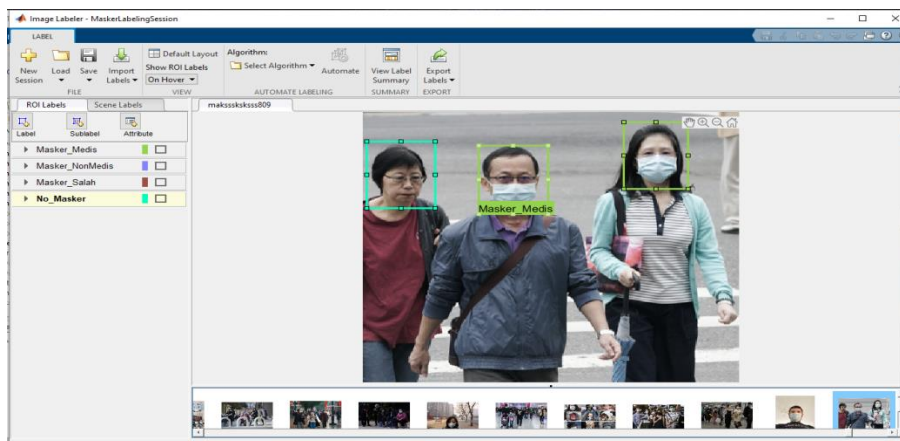 Image Labeler - MaskerLabelingSession
LABEL
New Session
Load
Save
Import Labels
Default Layout
Show ROI Labels
On Hover
Algorithm:
Select Algorithm
Automate
View Label Summary
Export Labels
FILE
VIEW
AUTOMATE LABELING
SUMMARY
EXPORT
ROI Labels
Scene Labels
Label
Sublabel
Attribute
Masker_Medis
Masker_NonMedis
Masker_Salah
No_Masker
Masker_Medis